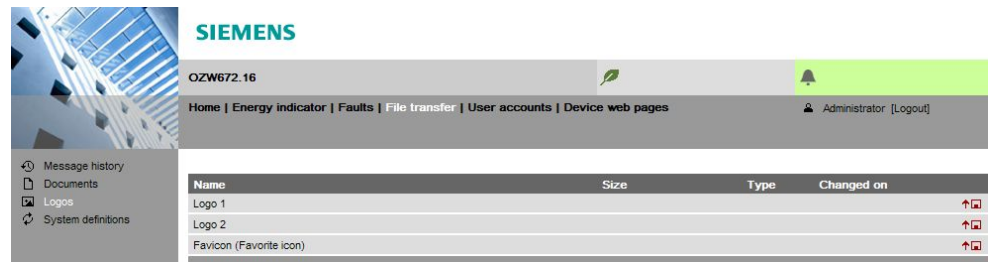 SIEMENS
OZW672.16
Home | Energy indicator | Faults | File transfer | User accounts | Device web pages
Administrator [Logout]
Message history
Documents
Logos
System definitions
Name Size Type Changed on
Logo 1
Logo 2
Favicon (Favorite icon)